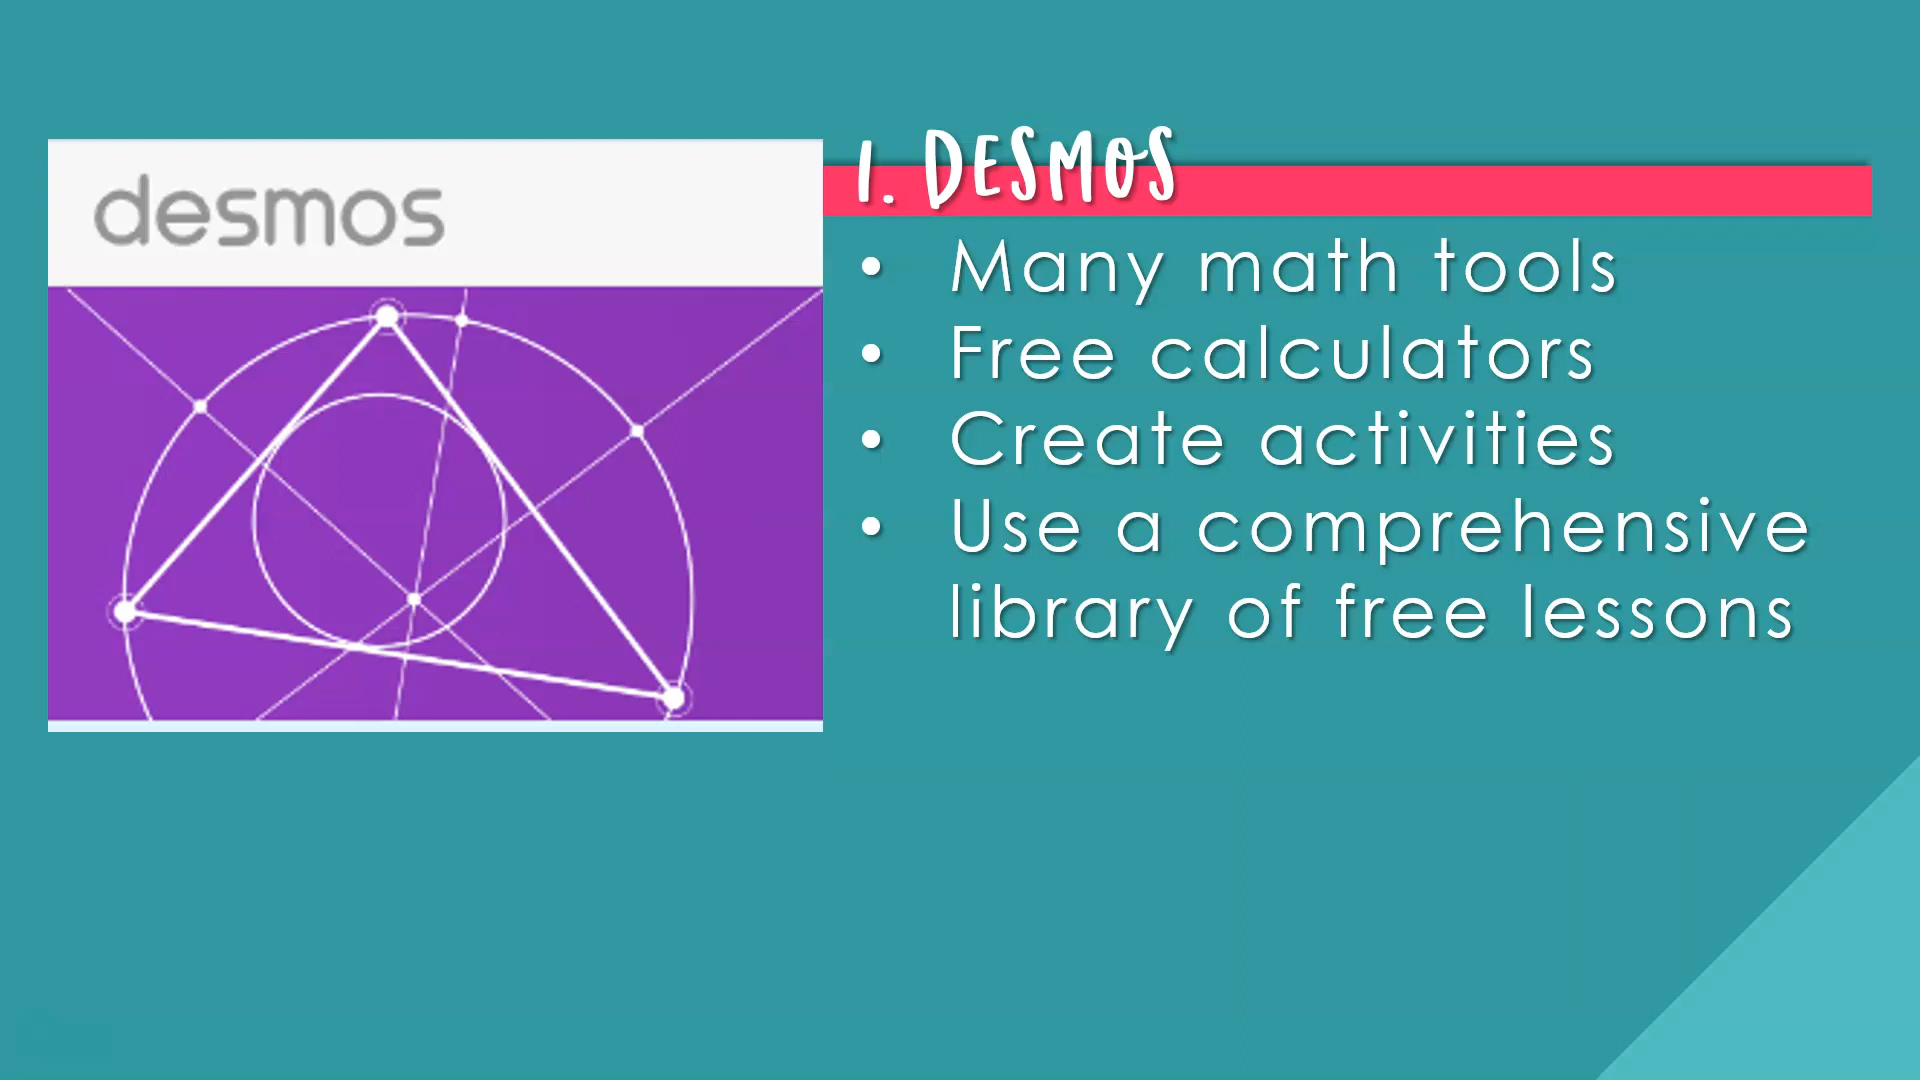 desmos
1. DESMOS
• Many math tools
• Free calculators
• Create activities
• Use a comprehensive
library of free lessons